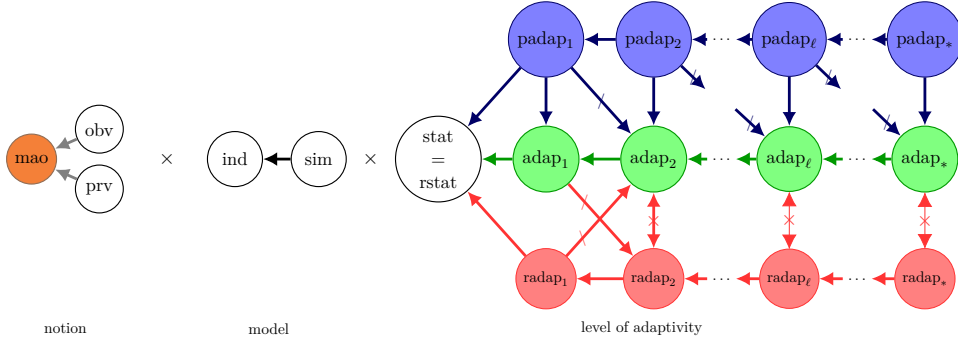 padap₁ padap₂ ... padapℓ ... padap∗
obv
mao × ind sim × stat
=
rstat
adap₁ adap₂ ... adapℓ ... adap∗
prv
× × ×
radap₁ radap₂ ... radapℓ ... radap∗
notion model level of adaptivity